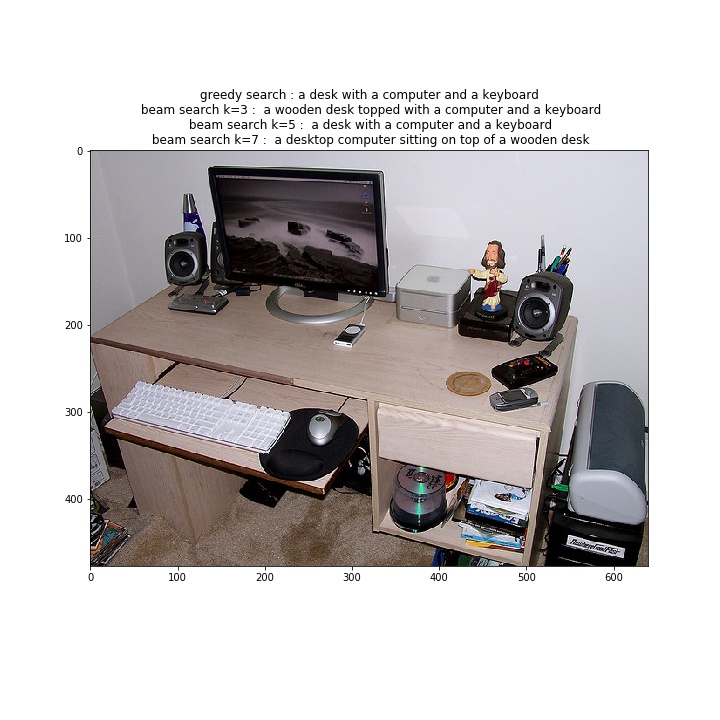 greedy search : a desk with a computer and a keyboard
beam search k=3 :  a wooden desk topped with a computer and a keyboard
beam search k=5 :  a desk with a computer and a keyboard
beam search k=7 :  a desktop computer sitting on top of a wooden desk
0
100
200
300
400
0 100 200 300 400 500 600